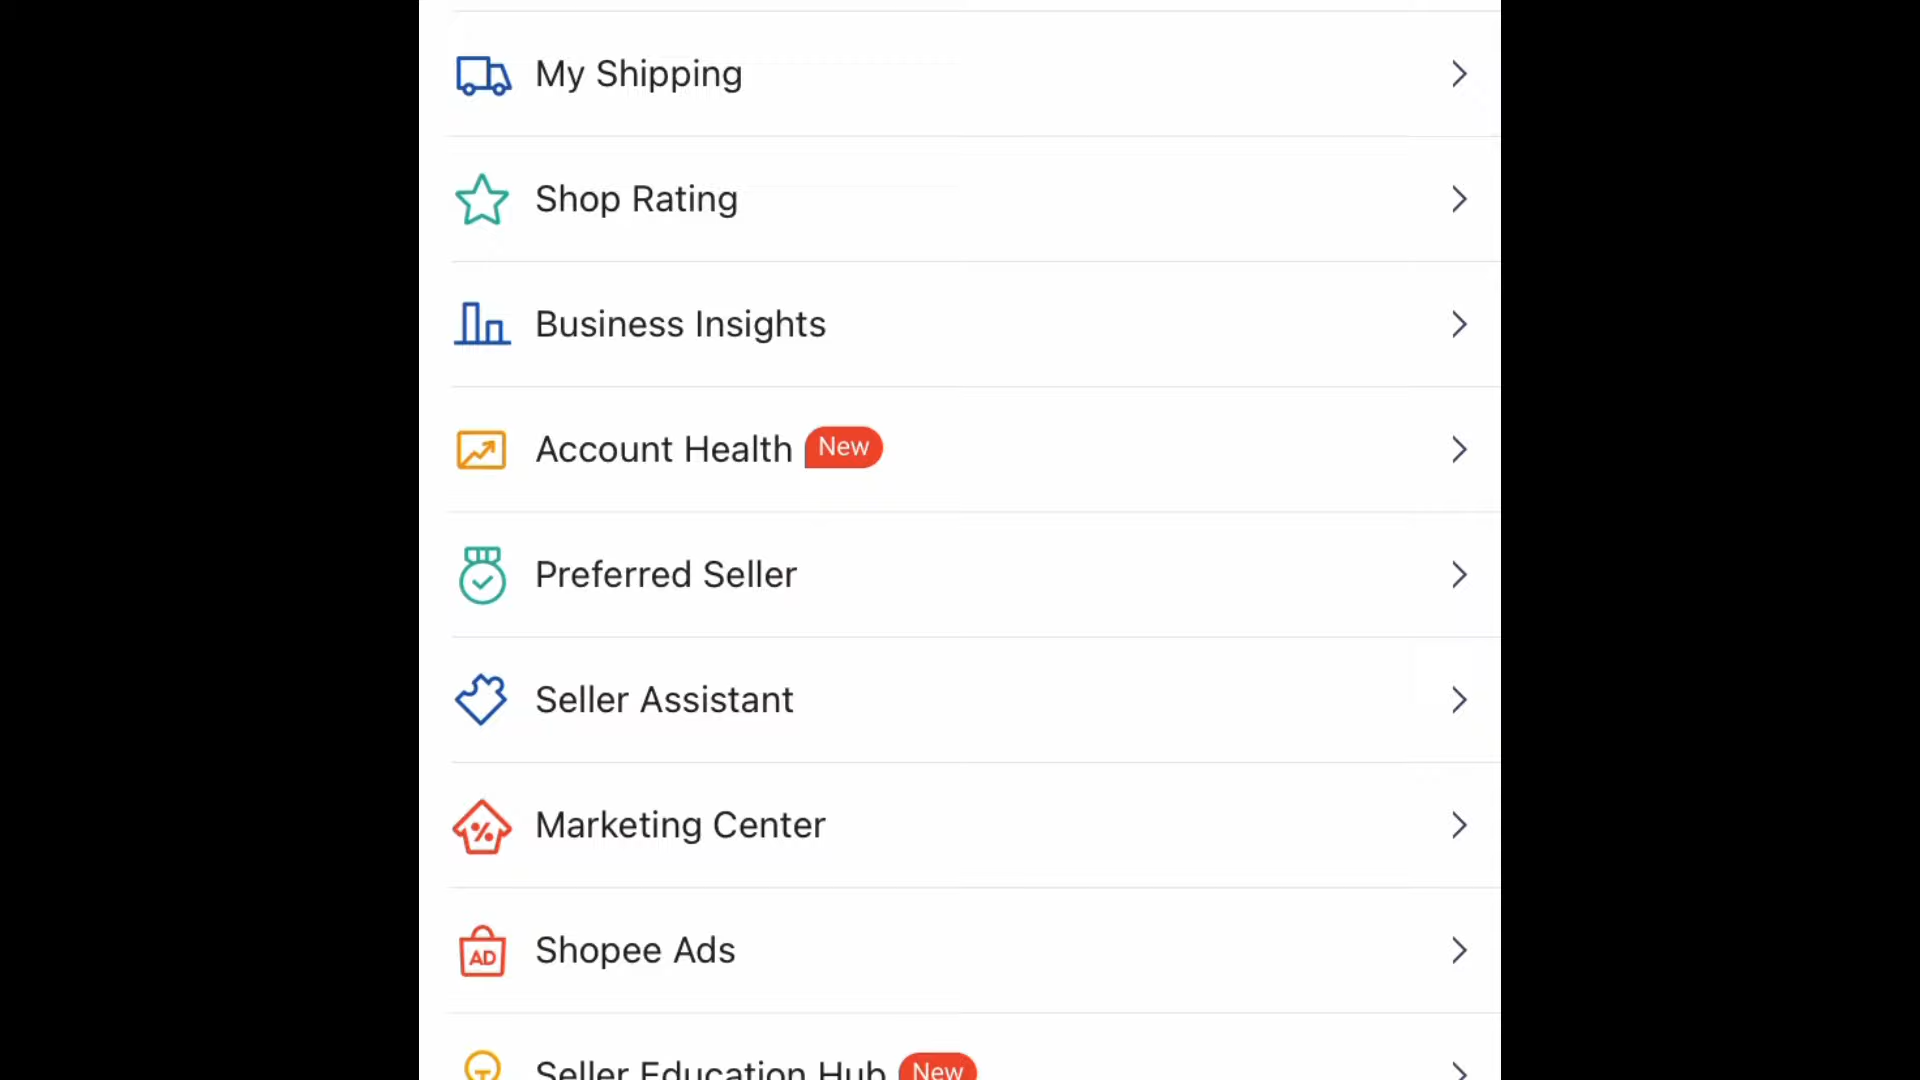 My Shipping
Shop Rating
Business Insights
Account Health New
Preferred Seller
Seller Assistant
%
Marketing Center
AD
Shopee Ads
Seller Education Hub New